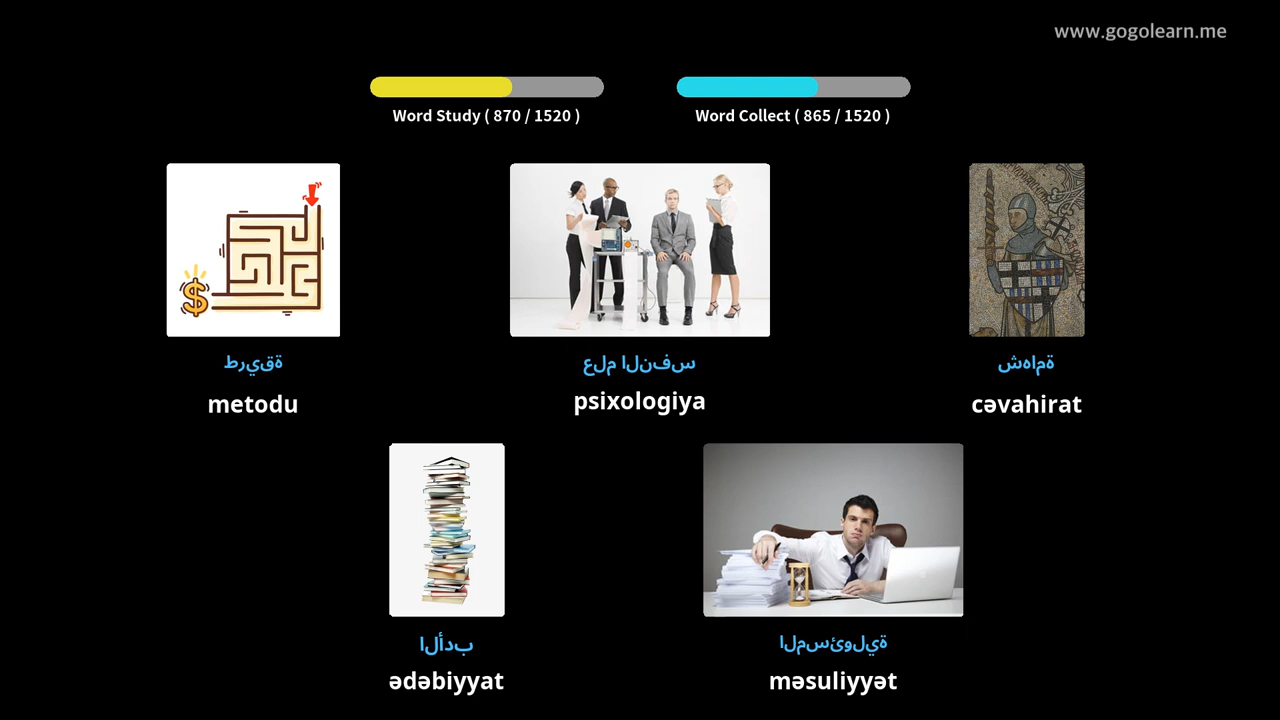 www.gogolearn.me
Word Study ( 870 / 1520 )
Word Collect ( 865 / 1520 )
طريقة
علم النفس
شهامة
metodu
psixologiya
cəvahirat
الأدب
المسئولية
ədəbiyyat
məsuliyyət